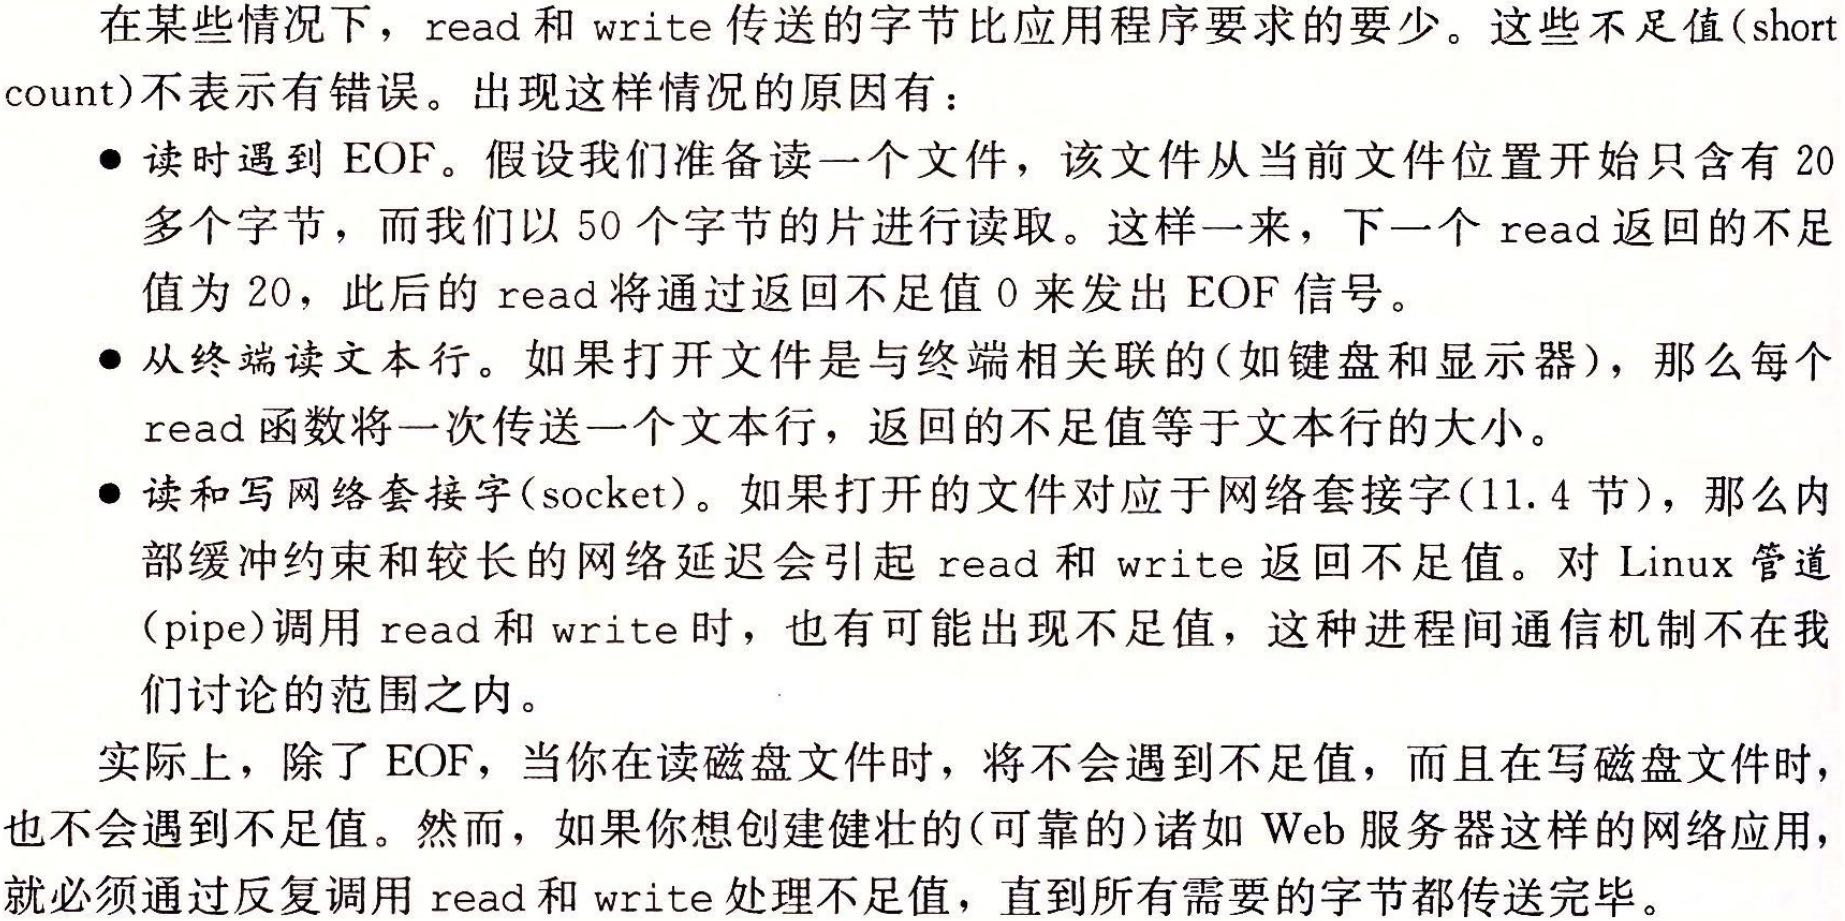 在某些情况下，read 和 write 传送的字节比应用程序要求的要少。这些不足值(short
count)不表示有错误。出现这样情况的原因有：
● 读时遇到 EOF。假设我们准备读一个文件，该文件从当前文件位置开始只含有 20
多个字节，而我们以 50 个字节的片进行读取。这样一来，下一个 read 返回的不足
值为 20，此后的 read 将通过返回不足值 0 来发出 EOF 信号。
● 从终端读文本行。如果打开文件是与终端相关联的(如键盘和显示器)，那么每个
read 函数将一次传送一个文本行，返回的不足值等于文本行的大小。
● 读和写网络套接字(socket)。如果打开的文件对应于网络套接字(11.4 节)，那么内
部缓冲约束和较长的网络延迟会引起 read 和 write 返回不足值。对 Linux 管道
(pipe)调用 read 和 write 时，也有可能出现不足值，这种进程间通信机制不在我
们讨论的范围之内。
实际上，除了 EOF，当你在读磁盘文件时，将不会遇到不足值，而且在写磁盘文件时，
也不会遇到不足值。然而，如果你想创建健壮的(可靠的)诸如 Web 服务器这样的网络应用，
就必须通过反复调用 read 和 write 处理不足值，直到所有需要的字节都传送完毕。